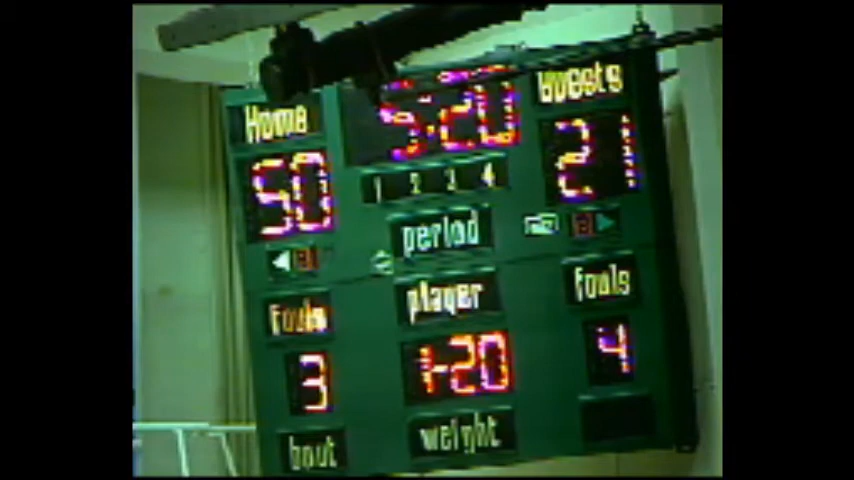 Home 5:20 Guests
50 21
1 2 3 4
period
Fouls player Fouls
3 1-20 4
bout weight